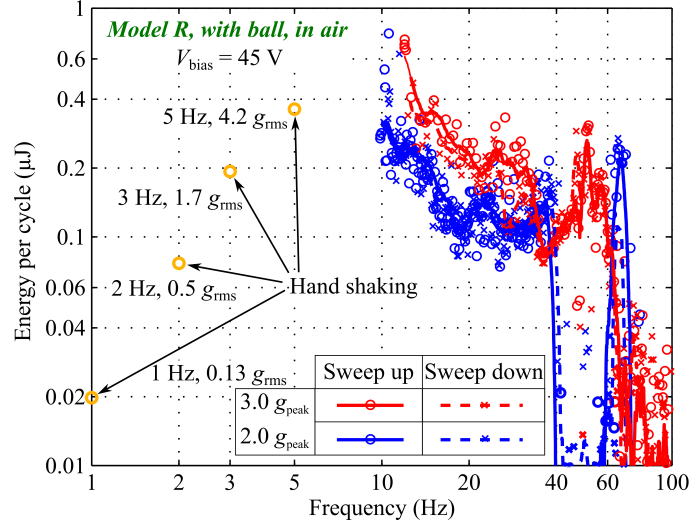 Model R, with ball, in air
V_bias = 45 V
5 Hz, 4.2 g_rms
3 Hz, 1.7 g_rms
2 Hz, 0.5 g_rms
Hand shaking
1 Hz, 0.13 g_rms
Sweep up Sweep down
3.0 g_peak
2.0 g_peak
Energy per cycle (μJ)
1
0.6
0.4
0.2
0.1
0.06
0.04
0.02
0.01
1 2 3 5 10 20 40 60 100
Frequency (Hz)